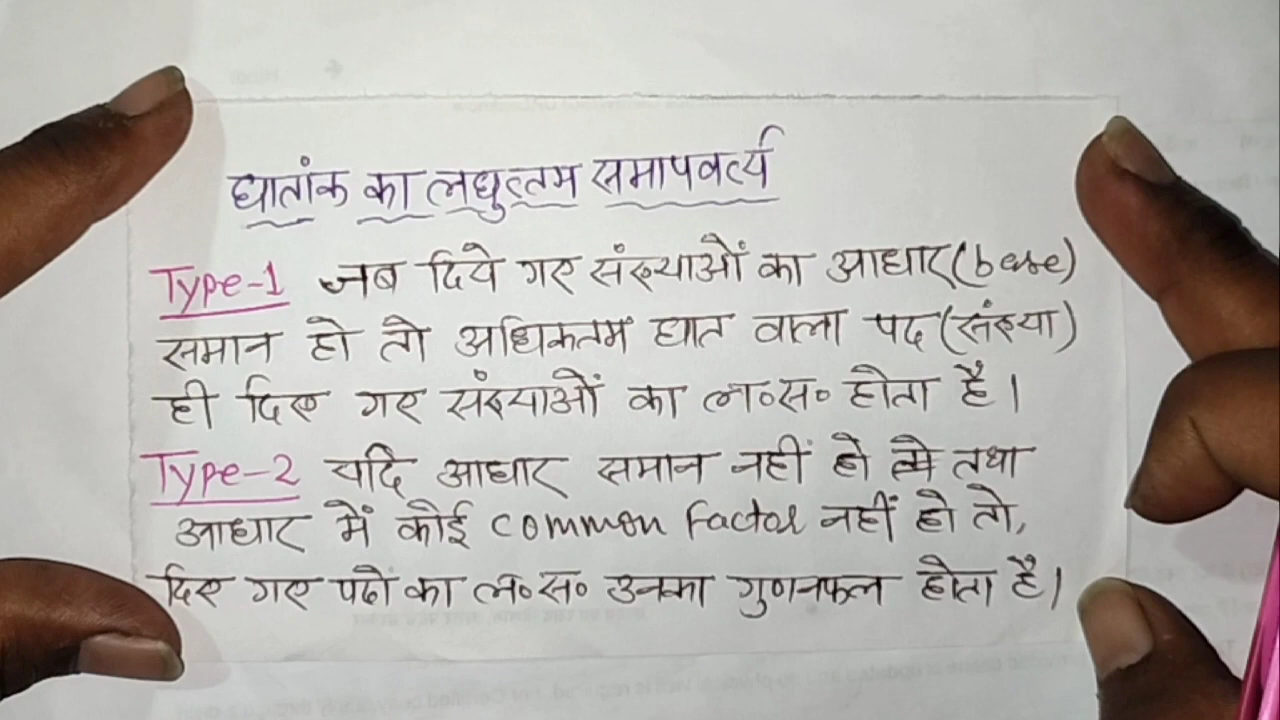 घातांक का लघुत्तम समापवर्त्य
Type-1 जब दिये गए संख्याओं का आधार (base)
समान हो तो अधिकतम घात वाला पद (संख्या)
ही दिए गए संख्याओं का ल०स० होता है।
Type-2 यदि आधार समान नहीं हो तथा
आधार में कोई common factor नहीं हो तो,
दिए गए पदों का ल०स० उनका गुणनफल होता है।